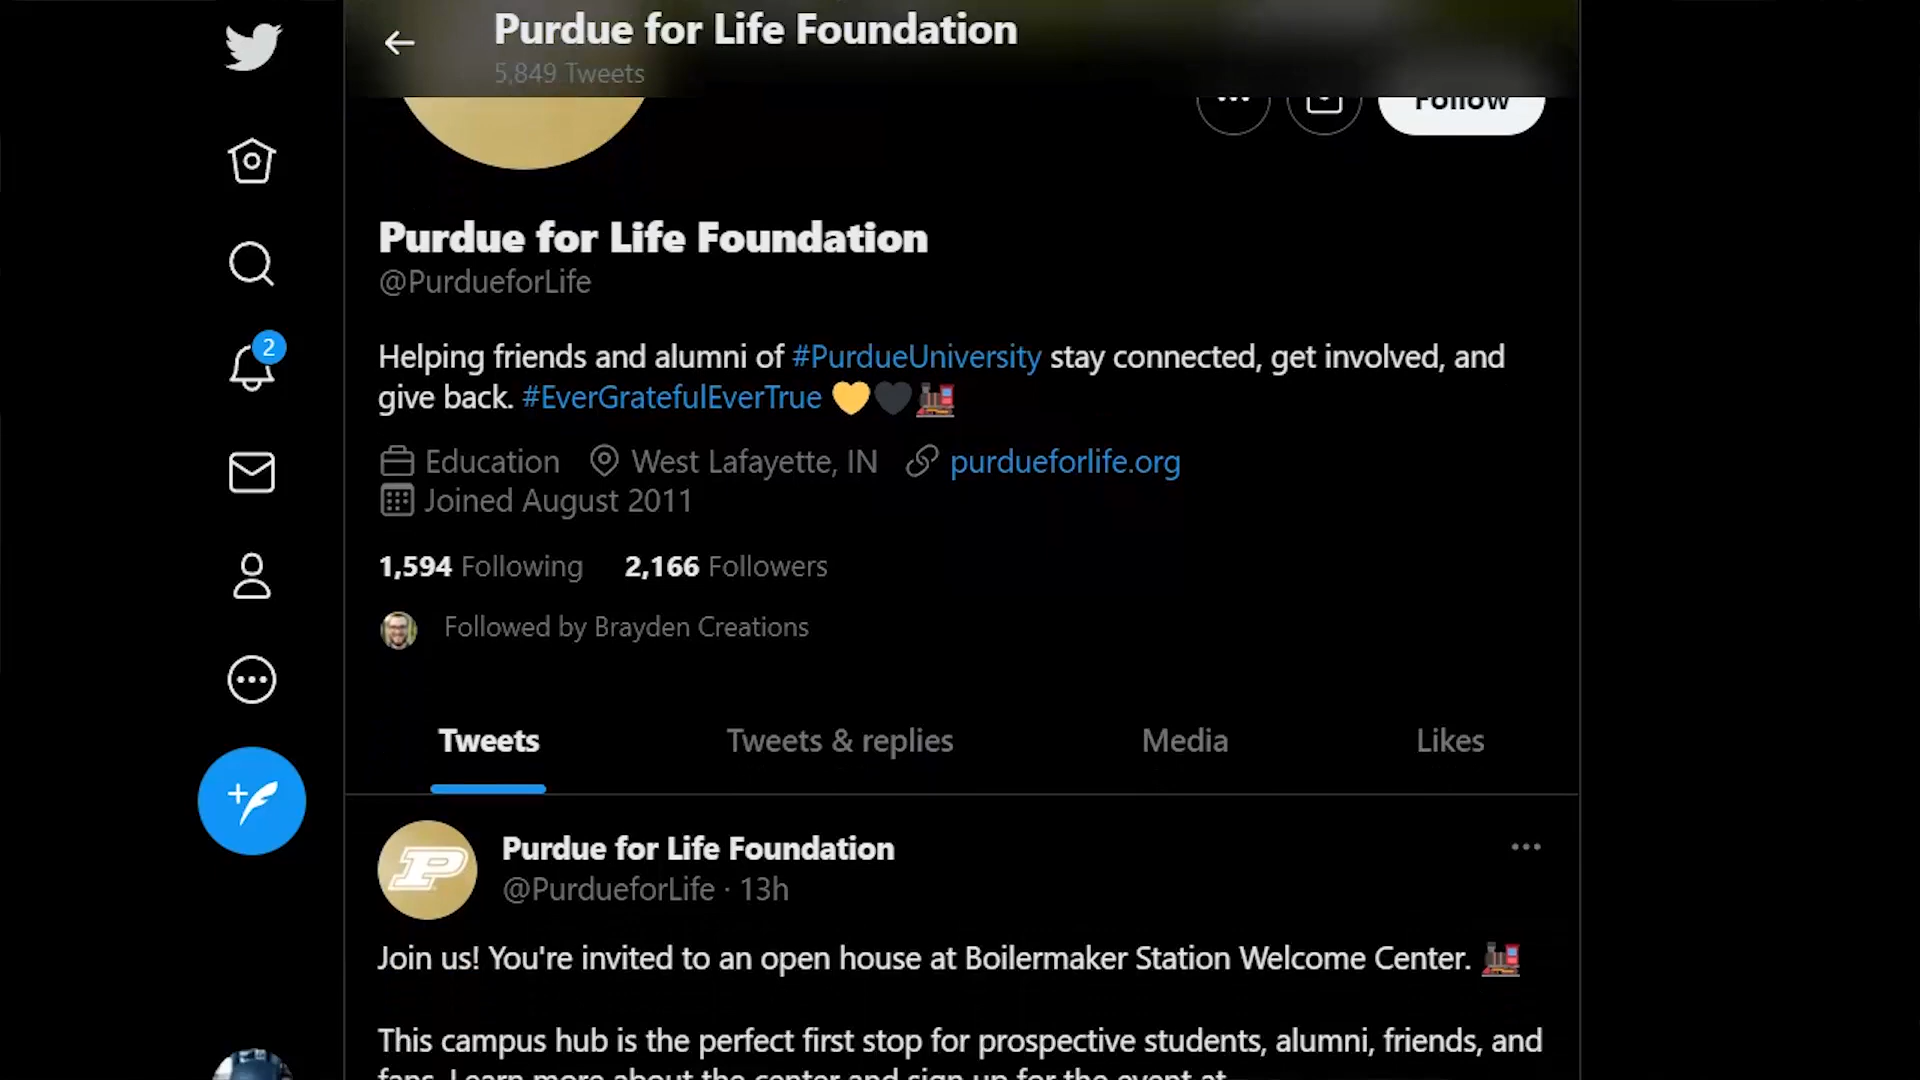 Purdue for Life Foundation
5,849 Tweets
Follow
Purdue for Life Foundation
@PurdueforLife
2
Helping friends and alumni of #PurdueUniversity stay connected, get involved, and
give back. #EverGratefulEverTrue 💛🖤🚂
Education West Lafayette, IN purdueforlife.org
Joined August 2011
1,594 Following 2,166 Followers
Followed by Brayden Creations
Tweets Tweets & replies Media Likes
P
Purdue for Life Foundation
@PurdueforLife · 13h
Join us! You're invited to an open house at Boilermaker Station Welcome Center. 🚂
This campus hub is the perfect first stop for prospective students, alumni, friends, and
fans. Learn more about the center and sign up for the event at